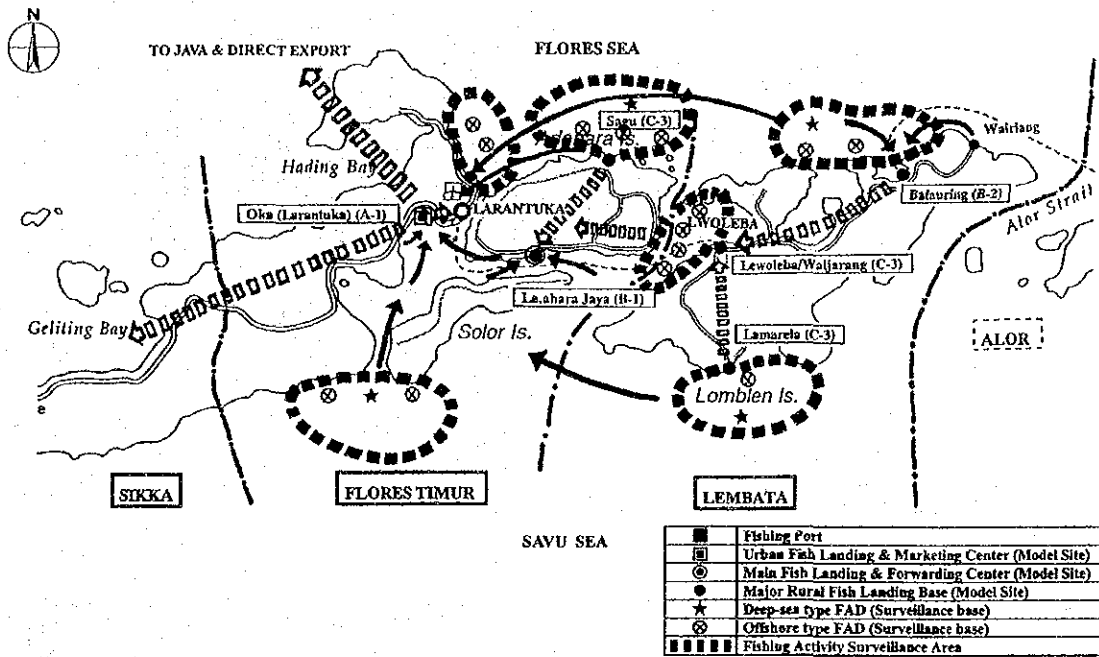 N
TO JAVA & DIRECT EXPORT
FLORES SEA
Sagu (C-3)
Is.
Wairiang
Hading Bay
Balauring (B-2)
Oka (Larantuka) (A-1)
LARANTUKA
WOLEBA
Alor Strait
Lewoleba/Waijarang (C-3)
Jaya (B-1)
Geliting Bay
Solor Is.
Lamarela (C-3)
ALOR
e
Lomblen Is.
SIKKA
FLORES TIMUR
LEMBATA
SAVU SEA
Fishing Port
Urban Fish Landing & Marketing Center (Model Site)
Main Fish Landing & Forwarding Center (Model Site)
Major Rural Fish Landing Base (Model Site)
Deep-sea type FAD (Surveillance base)
Offshore type FAD (Surveillance base)
Fishing Activity Surveillance Area